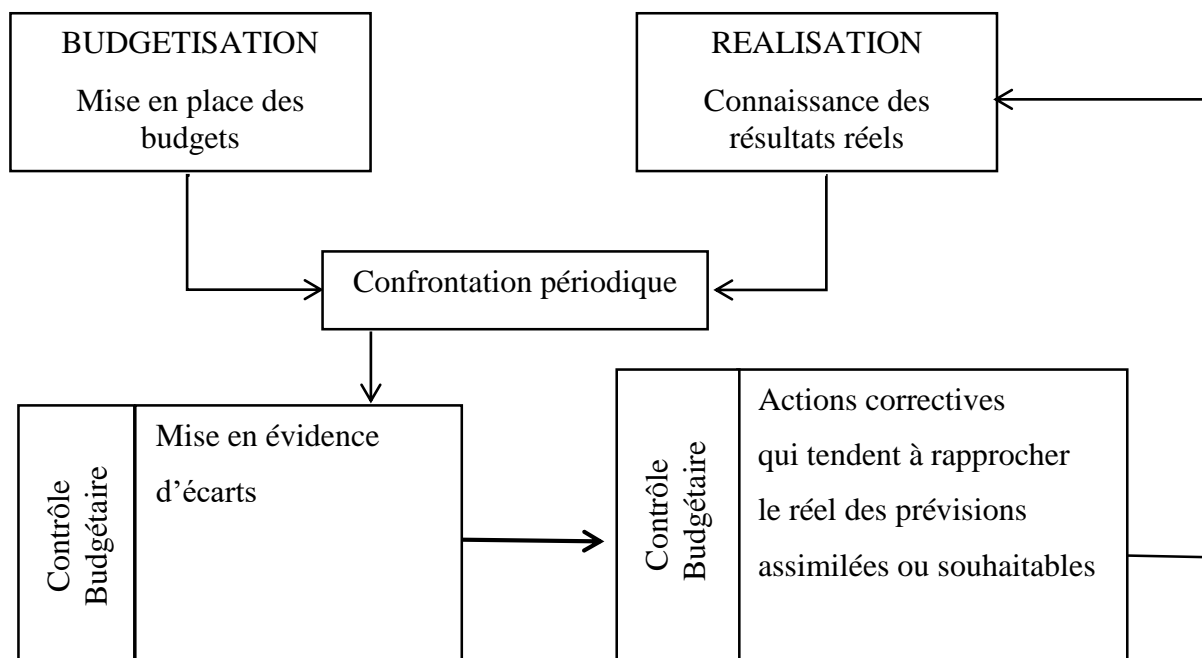 BUDGETISATION
Mise en place des
budgets
REALISATION
Connaissance des
résultats réels
Confrontation périodique
Contrôle
Budgétaire
Mise en évidence
d’écarts
Contrôle
Budgétaire
Actions correctives
qui tendent à rapprocher
le réel des prévisions
assimilées ou souhaitables